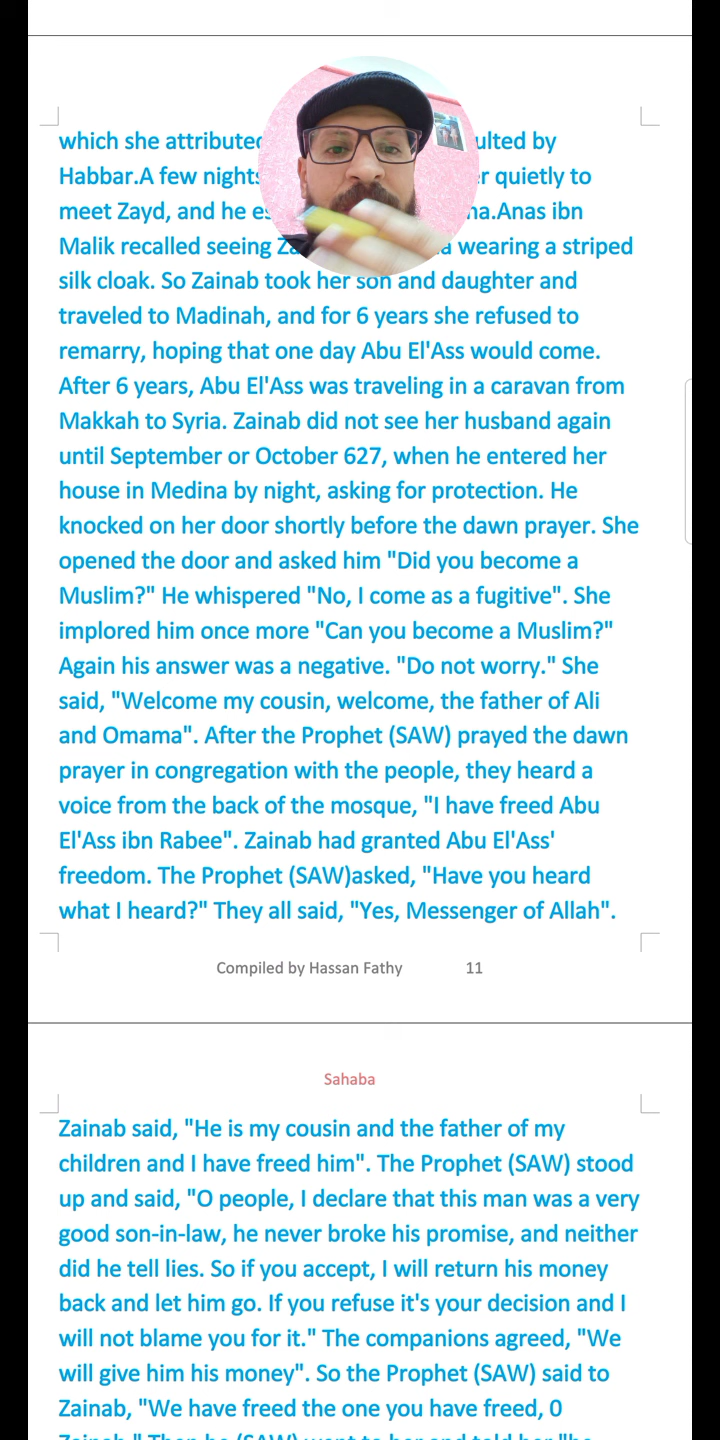 which she attributed ulted by
Habbar.A few nights r quietly to
meet Zayd, and he es na.Anas ibn
Malik recalled seeing Za a wearing a striped
silk cloak. So Zainab took her son and daughter and
traveled to Madinah, and for 6 years she refused to
remarry, hoping that one day Abu El'Ass would come.
After 6 years, Abu El'Ass was traveling in a caravan from
Makkah to Syria. Zainab did not see her husband again
until September or October 627, when he entered her
house in Medina by night, asking for protection. He
knocked on her door shortly before the dawn prayer. She
opened the door and asked him "Did you become a
Muslim?" He whispered "No, I come as a fugitive". She
implored him once more "Can you become a Muslim?"
Again his answer was a negative. "Do not worry." She
said, "Welcome my cousin, welcome, the father of Ali
and Omama". After the Prophet (SAW) prayed the dawn
prayer in congregation with the people, they heard a
voice from the back of the mosque, "I have freed Abu
El'Ass ibn Rabee". Zainab had granted Abu El'Ass'
freedom. The Prophet (SAW)asked, "Have you heard
what I heard?" They all said, "Yes, Messenger of Allah".
Compiled by Hassan Fathy 11
Sahaba
Zainab said, "He is my cousin and the father of my
children and I have freed him". The Prophet (SAW) stood
up and said, "O people, I declare that this man was a very
good son-in-law, he never broke his promise, and neither
did he tell lies. So if you accept, I will return his money
back and let him go. If you refuse it's your decision and I
will not blame you for it." The companions agreed, "We
will give him his money". So the Prophet (SAW) said to
Zainab, "We have freed the one you have freed, 0